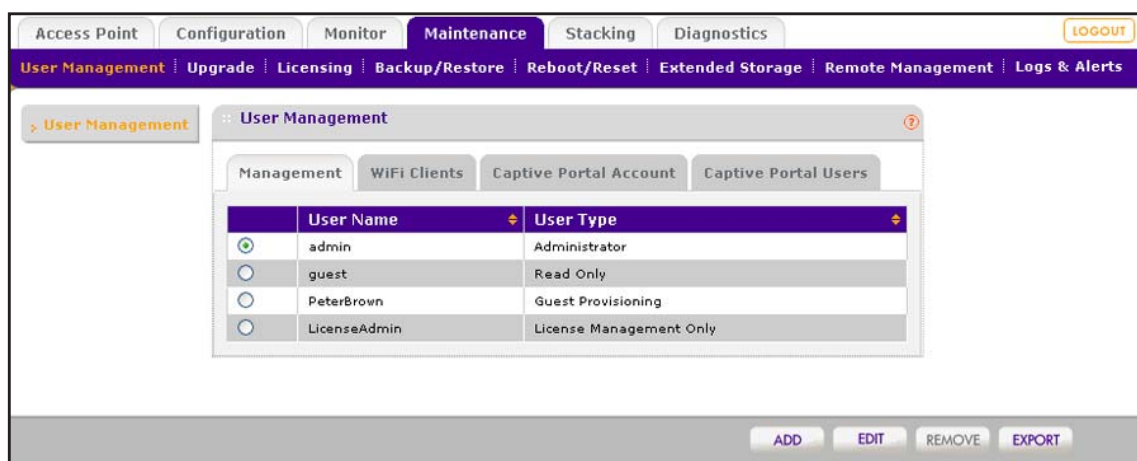 Access Point Configuration Monitor Maintenance Stacking Diagnostics LOGOUT
User Management Upgrade Licensing Backup/Restore Reboot/Reset Extended Storage Remote Management Logs & Alerts
User Management
User Management ?
Management WiFi Clients Captive Portal Account Captive Portal Users
User Name User Type
admin Administrator
guest Read Only
PeterBrown Guest Provisioning
LicenseAdmin License Management Only
ADD EDIT REMOVE EXPORT